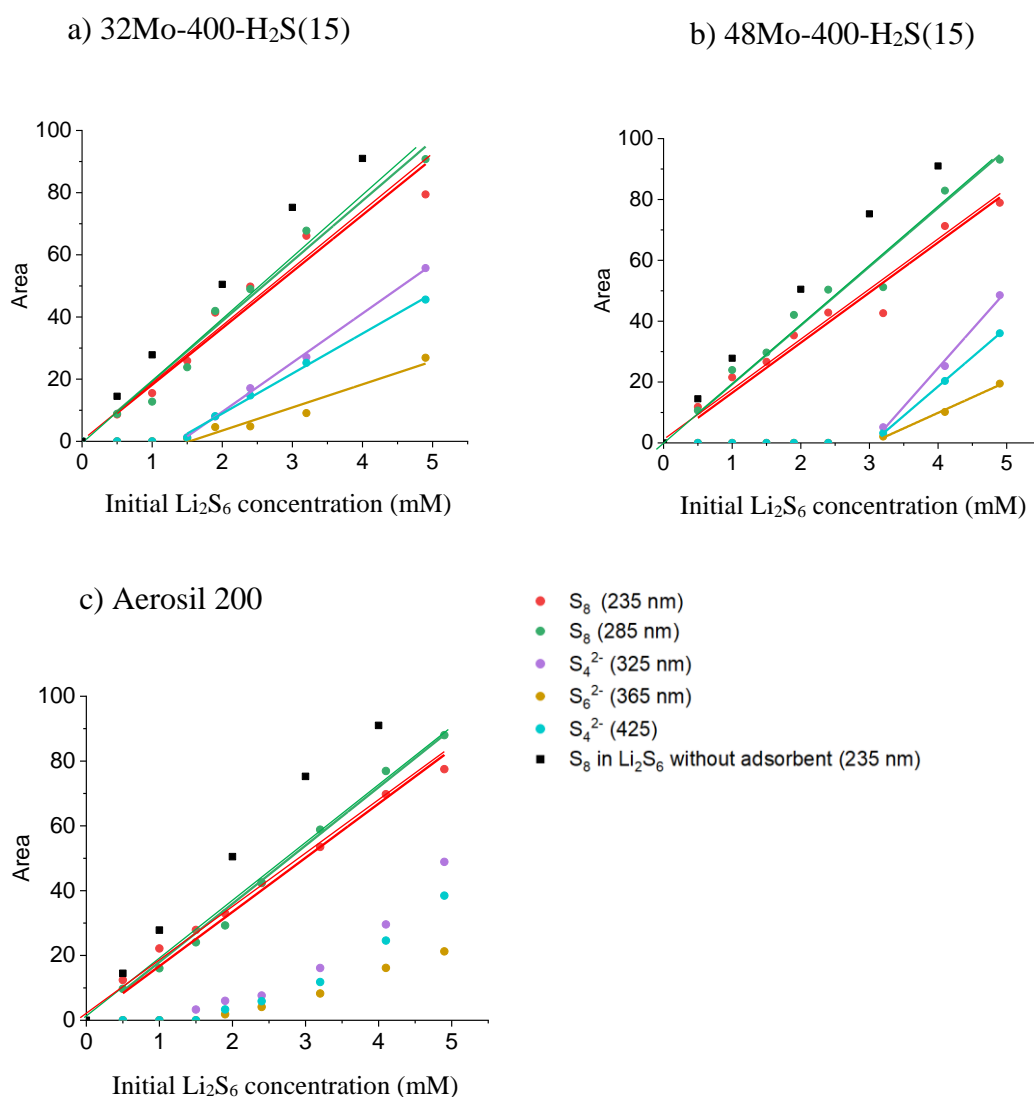 a) 32Mo-400-H₂S(15)
b) 48Mo-400-H₂S(15)
100
80
60
40
20
0
Area
0 1 2 3 4 5
Initial Li₂S₆ concentration (mM)
100
80
60
40
20
0
Area
0 1 2 3 4 5
Initial Li₂S₆ concentration (mM)
c) Aerosil 200
100
80
60
40
20
0
Area
0 1 2 3 4 5
Initial Li₂S₆ concentration (mM)
S₈ (235 nm)
S₈ (285 nm)
S₄²⁻ (325 nm)
S₆²⁻ (365 nm)
S₄²⁻ (425)
S₈ in Li₂S₆ without adsorbent (235 nm)